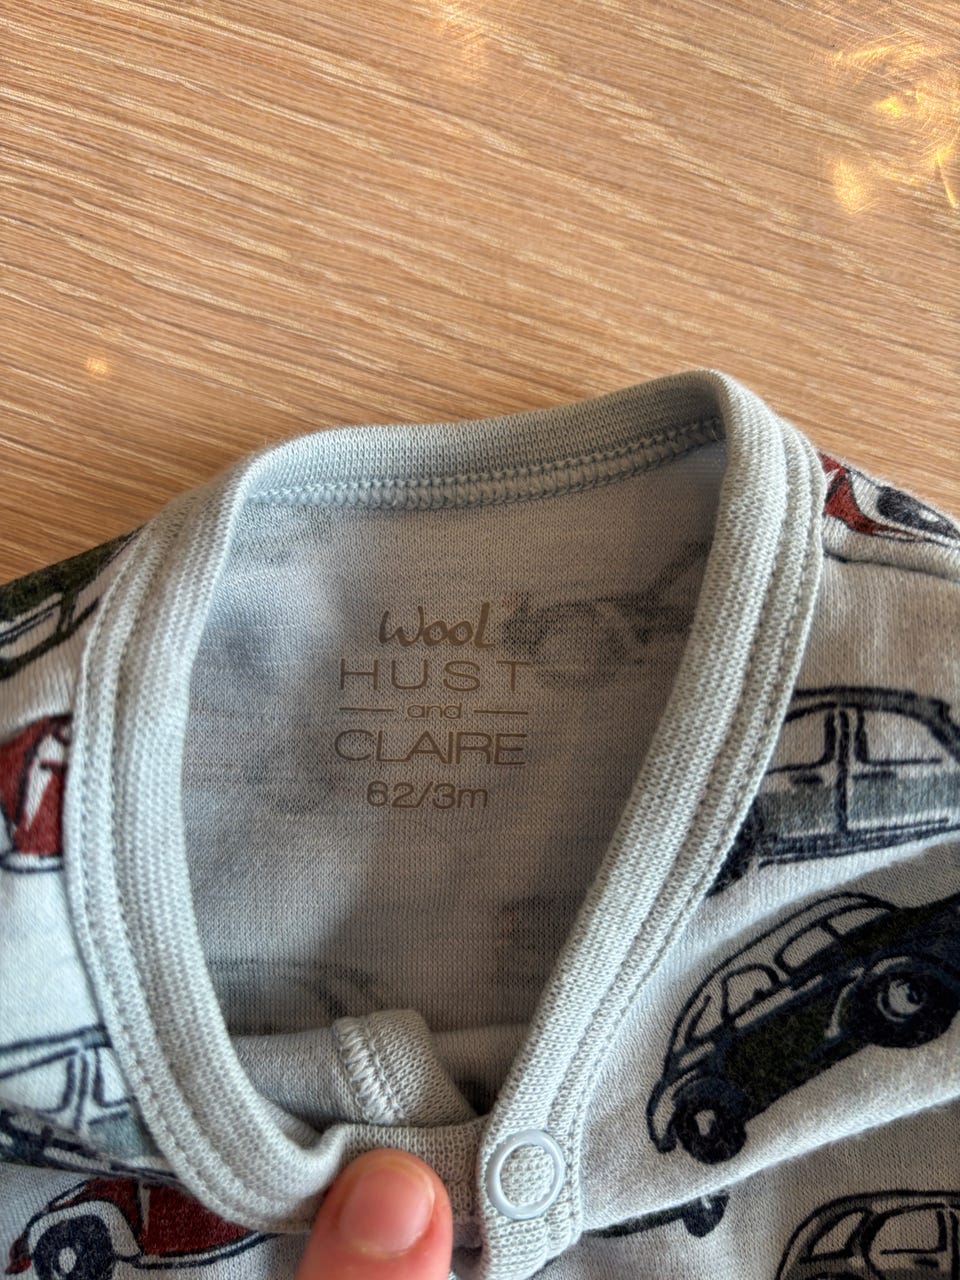 Wool
HUST
and
CLAIRE
62/3m